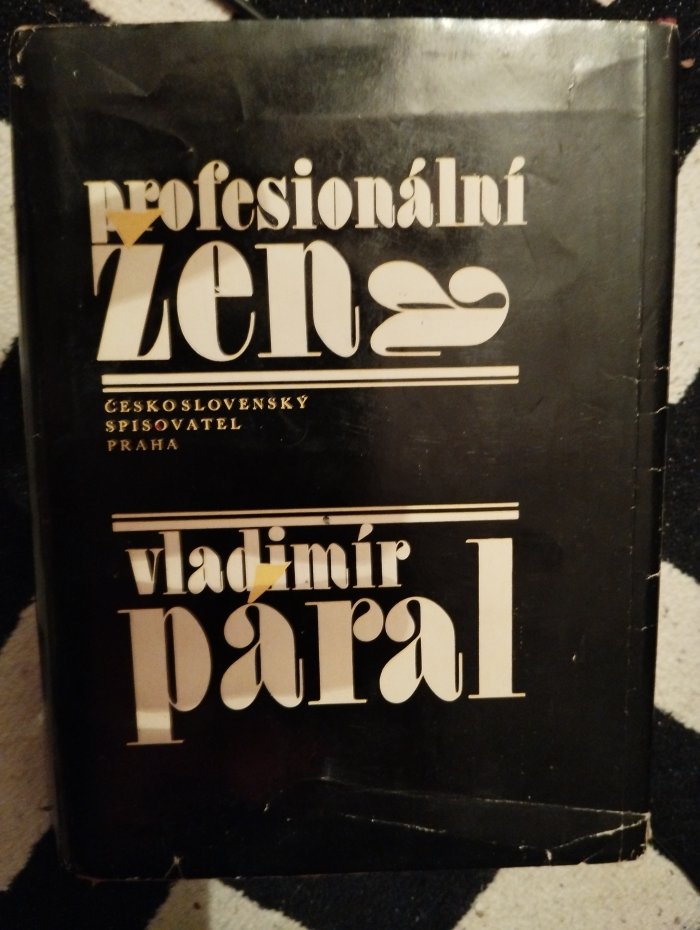 profesionální
žena
ČESKOSLOVENSKÝ
SPISOVATEL
PRAHA
vladimír
páral